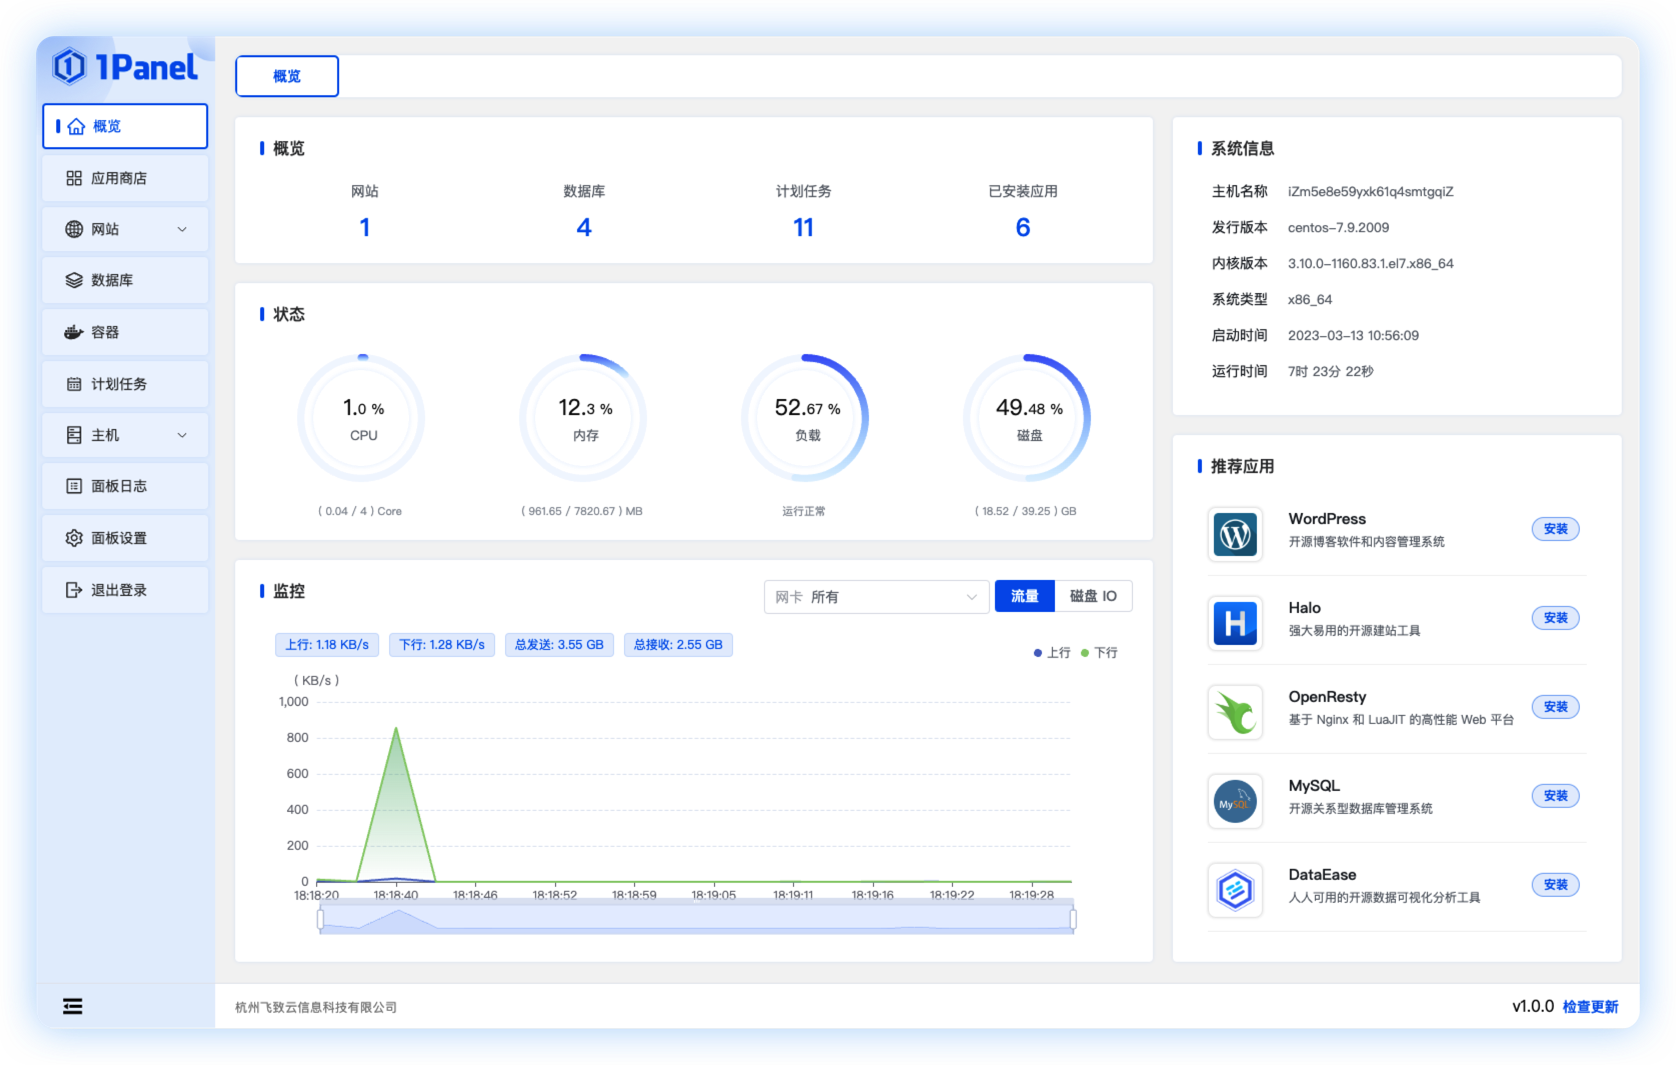 1Panel
概览
应用商店
网站
数据库
容器
计划任务
主机
面板日志
面板设置
退出登录
概览
概览
网站 数据库 计划任务 已安装应用
1 4 11 6
状态
1.0 % 12.3 % 52.67 % 49.48 %
CPU 内存 负载 磁盘
( 0.04 / 4 ) Core ( 961.65 / 7820.67 ) MB 运行正常 ( 18.52 / 39.25 ) GB
监控
网卡 所有
流量 磁盘 IO
上行: 1.18 KB/s 下行: 1.28 KB/s 总发送: 3.55 GB 总接收: 2.55 GB
上行 下行
( KB/s )
1,000
800
600
400
200
0
18:18:20 18:18:40 18:18:46 18:18:52 18:18:59 18:19:05 18:19:11 18:19:16 18:19:22 18:19:28
系统信息
主机名称 iZm5e8e59yxk61q4smtgqiZ
发行版本 centos-7.9.2009
内核版本 3.10.0-1160.83.1.el7.x86_64
系统类型 x86_64
启动时间 2023-03-13 10:56:09
运行时间 7时 23分 22秒
推荐应用
WordPress
开源博客软件和内容管理系统
安装
Halo
强大易用的开源建站工具
安装
OpenResty
基于 Nginx 和 LuaJIT 的高性能 Web 平台
安装
MySQL
MySQL
开源关系型数据库管理系统
安装
DataEase
人人可用的开源数据可视化分析工具
安装
杭州飞致云信息科技有限公司
v1.0.0 检查更新